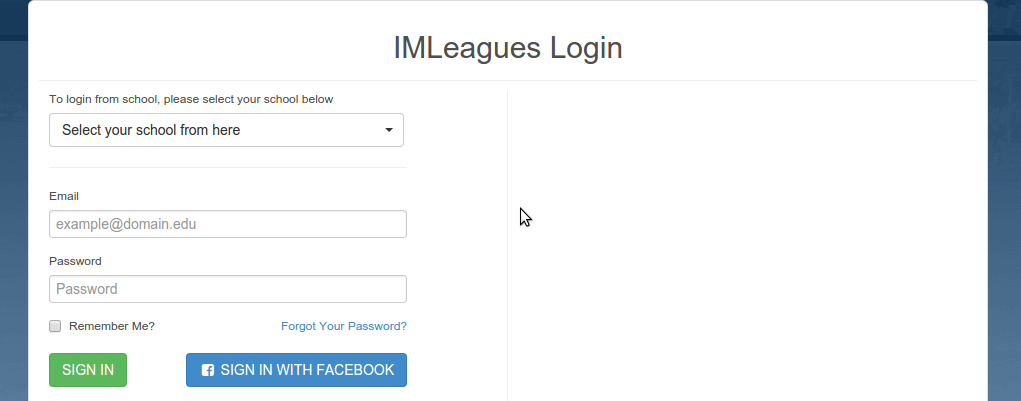 IMLeagues Login
To login from school, please select your school below
Select your school from here
Email
example@domain.edu
Password
Password
Remember Me? Forgot Your Password?
SIGN IN SIGN IN WITH FACEBOOK